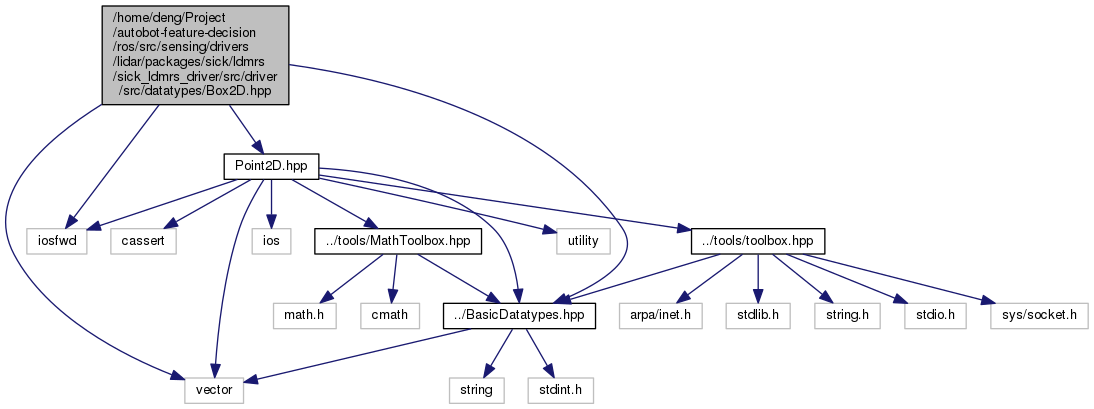 /home/deng/Project
/autobot-feature-decision
/ros/src/sensing/drivers
/lidar/packages/sick/ldmrs
/sick_ldmrs_driver/src/driver
/src/datatypes/Box2D.hpp
Point2D.hpp
iosfwd
cassert
ios
../tools/MathToolbox.hpp
utility
../tools/toolbox.hpp
math.h
cmath
../BasicDatatypes.hpp
arpa/inet.h
stdlib.h
string.h
stdio.h
sys/socket.h
vector
string
stdint.h